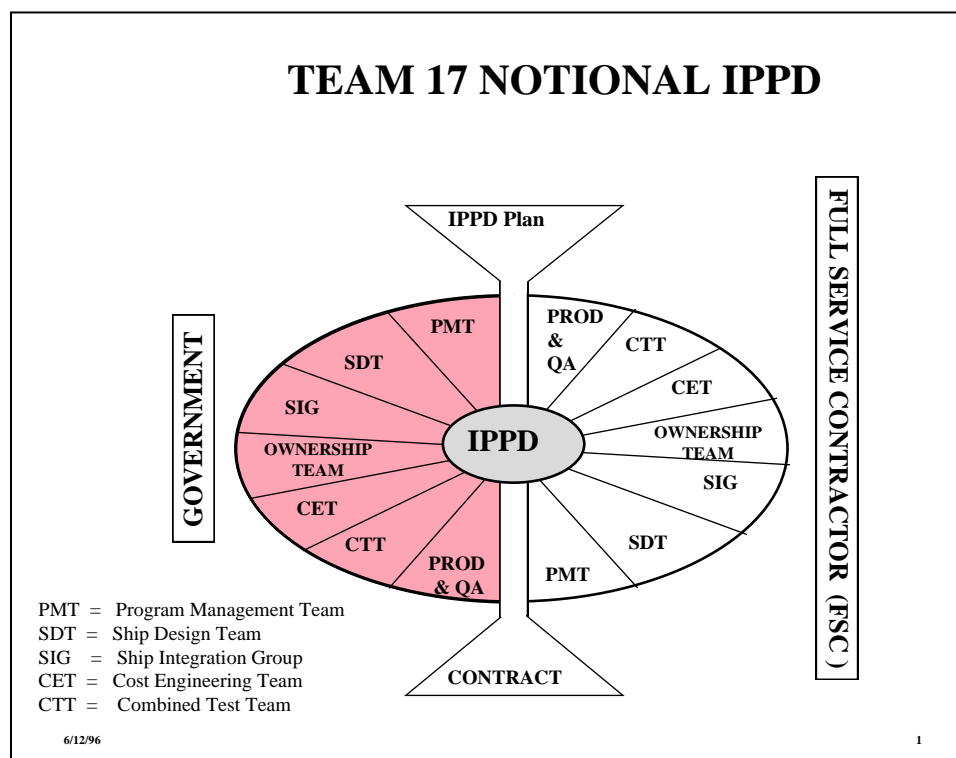 TEAM 17 NOTIONAL IPPD
IPPD Plan
GOVERNMENT
PMT
SDT
SIG
OWNERSHIP
TEAM
CET
CTT
PROD
& QA
IPPD
PROD
&
QA
CTT
CET
OWNERSHIP
TEAM
SIG
SDT
PMT
FULL SERVICE CONTRACTOR (FSC )
CONTRACT
PMT = Program Management Team
SDT = Ship Design Team
SIG = Ship Integration Group
CET = Cost Engineering Team
CTT = Combined Test Team
6/12/96
1